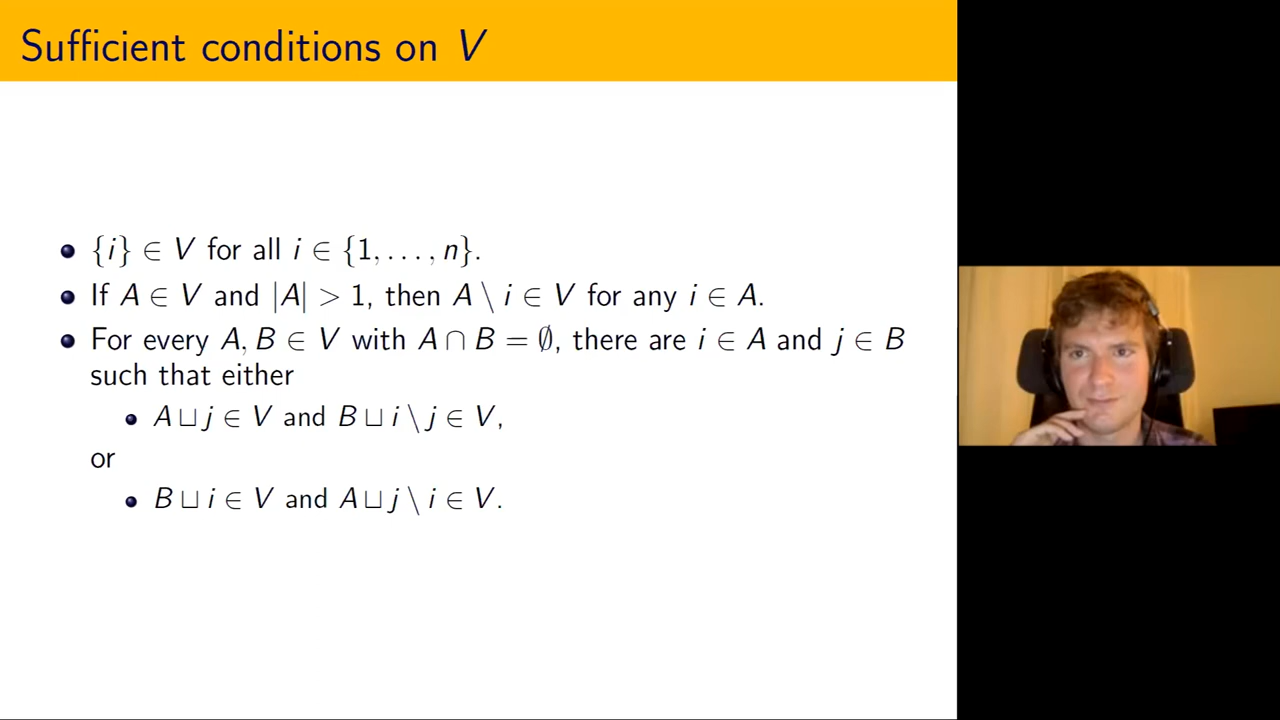 Sufficient conditions on V
• {i} ∈ V for all i ∈ {1, . . . , n}.
• If A ∈ V and |A| > 1, then A \ i ∈ V for any i ∈ A.
• For every A, B ∈ V with A ∩ B = ∅, there are i ∈ A and j ∈ B
such that either
• A ⊔ j ∈ V and B ⊔ i \ j ∈ V,
or
• B ⊔ i ∈ V and A ⊔ j \ i ∈ V.